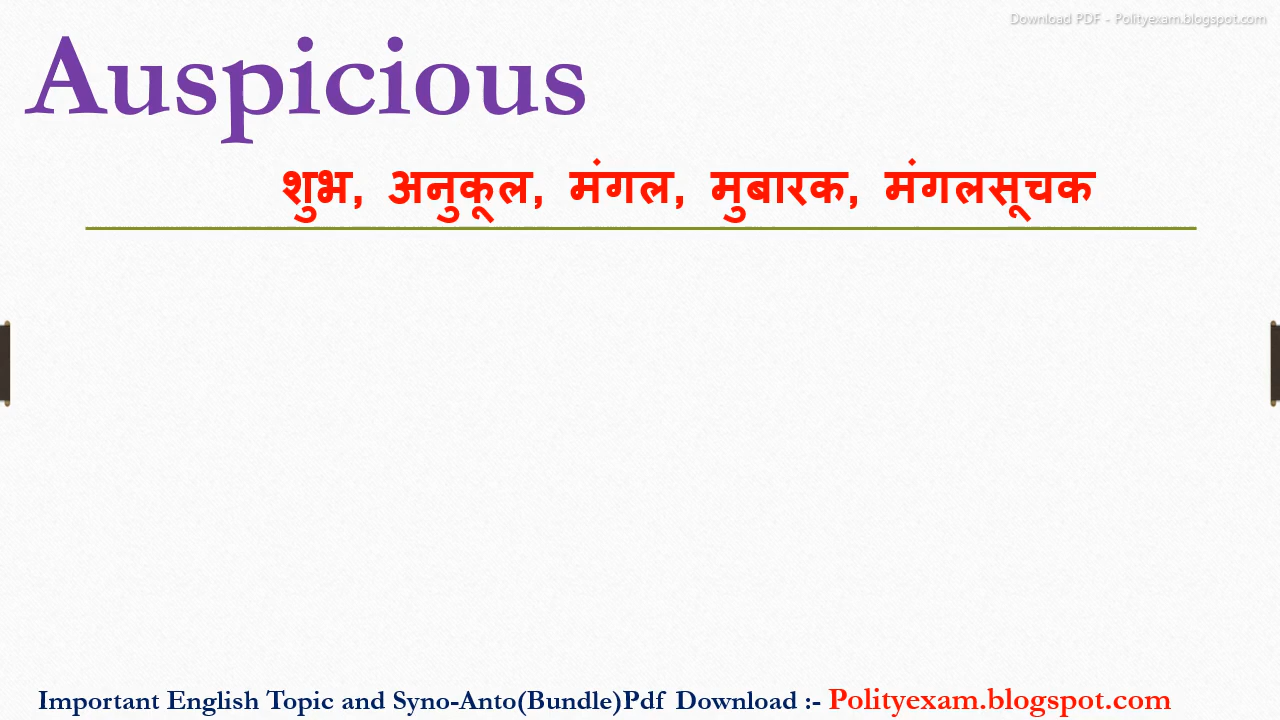 Download PDF - Polityexam.blogspot.com
Auspicious
शुभ, अनुकूल, मंगल, मुबारक, मंगलसूचक
Important English Topic and Syno-Anto(Bundle)Pdf Download :- Polityexam.blogspot.com